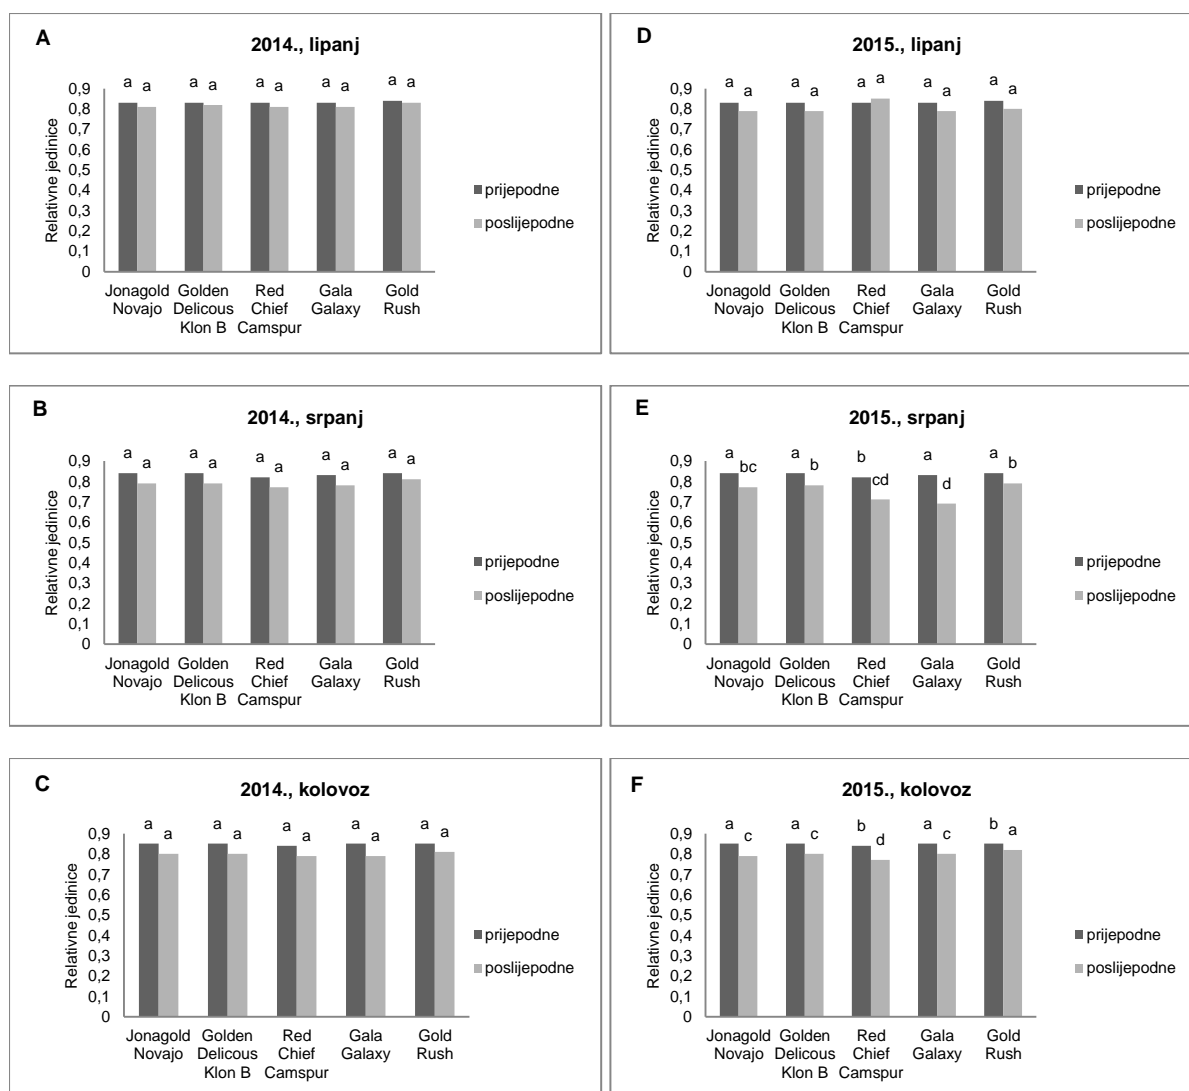 A
2014., lipanj
a a a a a a a a a a
0,9
0,8
0,7
0,6
0,5
0,4
0,3
0,2
0,1
0
Relativne jedinice
Jonagold Golden Red Gala Gold
Novajo Delicous Chief Galaxy Rush
Klon B Camspur
prijepodne
poslijepodne
D
2015., lipanj
a a a a a a a a a a
0,9
0,8
0,7
0,6
0,5
0,4
0,3
0,2
0,1
0
Relativne jedinice
Jonagold Golden Red Gala Gold
Novajo Delicous Chief Galaxy Rush
Klon B Camspur
prijepodne
poslijepodne
B
2014., srpanj
a a a a a a a a a a
0,9
0,8
0,7
0,6
0,5
0,4
0,3
0,2
0,1
0
Relativne jedinice
Jonagold Golden Red Gala Gold
Novajo Delicous Chief Galaxy Rush
Klon B Camspur
prijepodne
poslijepodne
E
2015., srpanj
a bc a b b cd a d a b
0,9
0,8
0,7
0,6
0,5
0,4
0,3
0,2
0,1
0
Relativne jedinice
Jonagold Golden Red Gala Gold
Novajo Delicous Chief Galaxy Rush
Klon B Camspur
prijepodne
poslijepodne
C
2014., kolovoz
a a a a a a a a a a
0,9
0,8
0,7
0,6
0,5
0,4
0,3
0,2
0,1
0
Relativne jedinice
Jonagold Golden Red Gala Gold
Novajo Delicous Chief Galaxy Rush
Klon B Camspur
prijepodne
poslijepodne
F
2015., kolovoz
a c a c b d a c b a
0,9
0,8
0,7
0,6
0,5
0,4
0,3
0,2
0,1
0
Relativne jedinice
Jonagold Golden Red Gala Gold
Novajo Delicous Chief Galaxy Rush
Klon B Camspur
prijepodne
poslijepodne